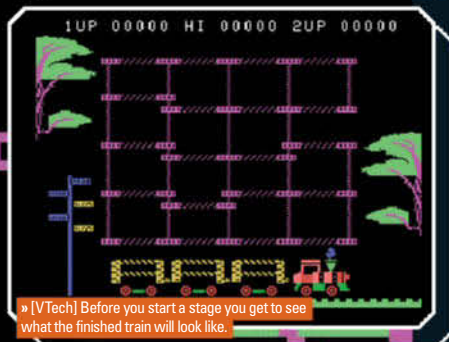 1UP 00000 HI 00000 2UP 00000
» [VTech] Before you start a stage you get to see
what the finished train will look like.